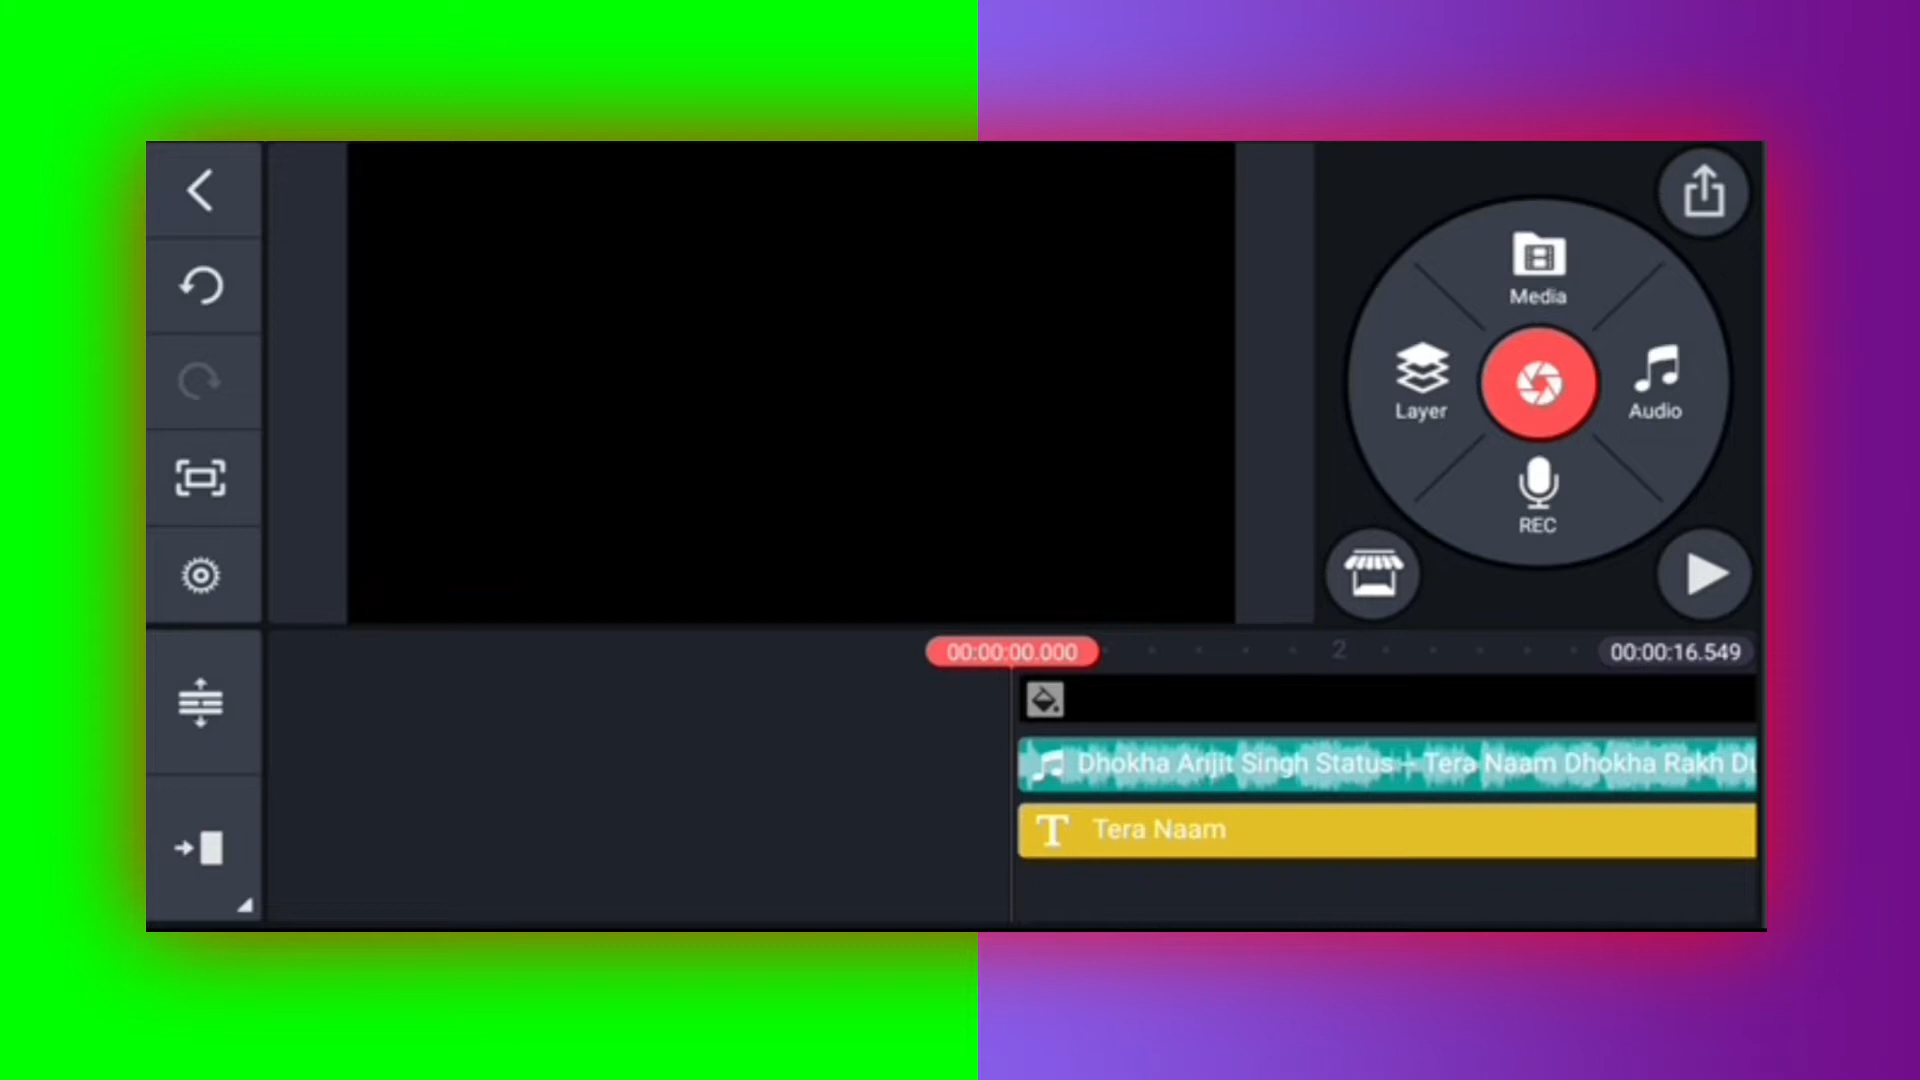 Media
Layer
Audio
REC
00:00:00.000
2
00:00:16.549
Dhokha Arijit Singh Status – Tera Naam Dhokha Rakh Du
T Tera Naam